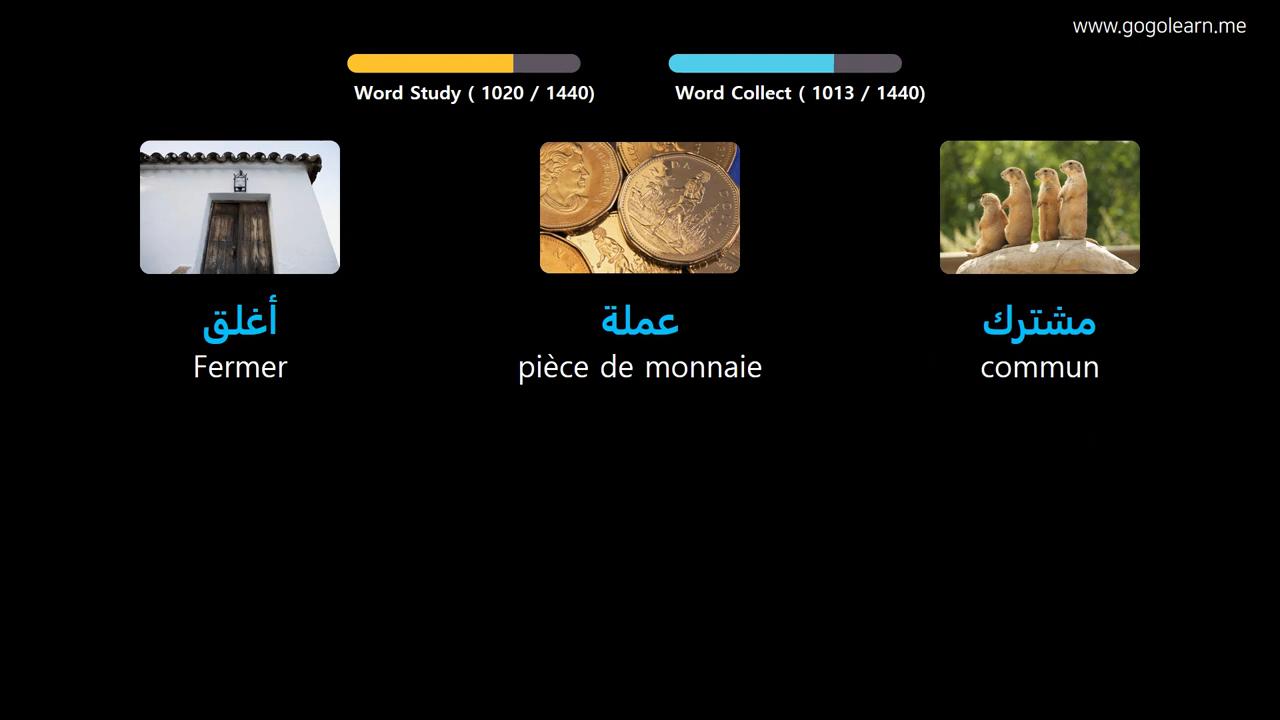 www.gogolearn.me
Word Study ( 1020 / 1440)
Word Collect ( 1013 / 1440)
أغلق
Fermer
عملة
pièce de monnaie
مشترك
commun